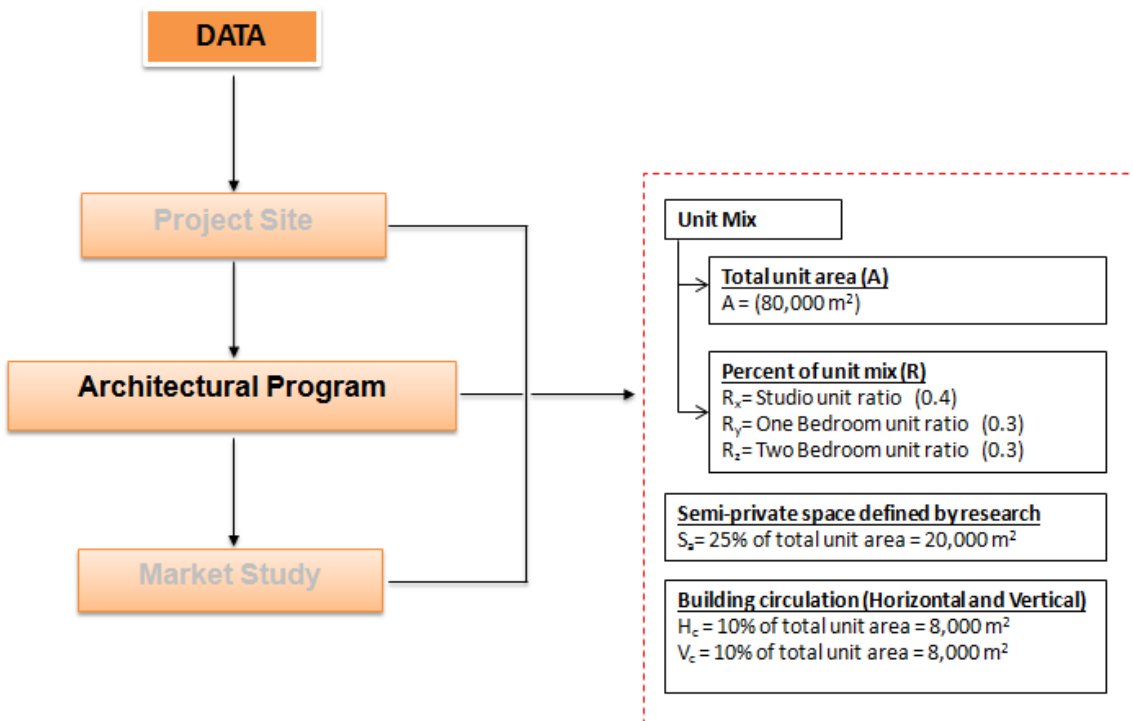 DATA
Project Site
Architectural Program
Market Study
Unit Mix
Total unit area (A)
A = (80,000 m²)
Percent of unit mix (R)
Rₓ= Studio unit ratio (0.4)
Rᵧ= One Bedroom unit ratio (0.3)
R_z= Two Bedroom unit ratio (0.3)
Semi-private space defined by research
Sₐ= 25% of total unit area = 20,000 m²
Building circulation (Horizontal and Vertical)
H_c = 10% of total unit area = 8,000 m²
V_c = 10% of total unit area = 8,000 m²